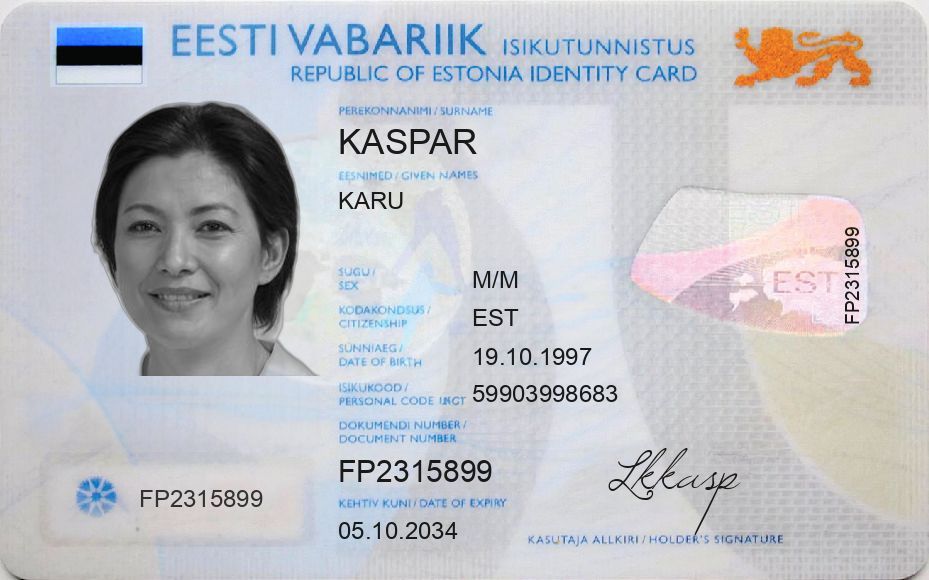 EESTI VABARIIK ISIKUTUNNISTUS
REPUBLIC OF ESTONIA IDENTITY CARD
PEREKONNANIMI / SURNAME
KASPAR
EESNIMED / GIVEN NAMES
KARU
SUGU /
SEX
M/M
KODAKONDSUS /
CITIZENSHIP
EST
SÜNNIAEG /
DATE OF BIRTH
19.10.1997
ISIKUKOOD /
PERSONAL CODE
59903998683
DOKUMENDI NUMBER /
DOCUMENT NUMBER
FP2315899
KEHTIV KUNI / DATE OF EXPIRY
05.10.2034
FP2315899
EST
FP2315899
KASUTAJA ALLKIRI / HOLDER'S SIGNATURE